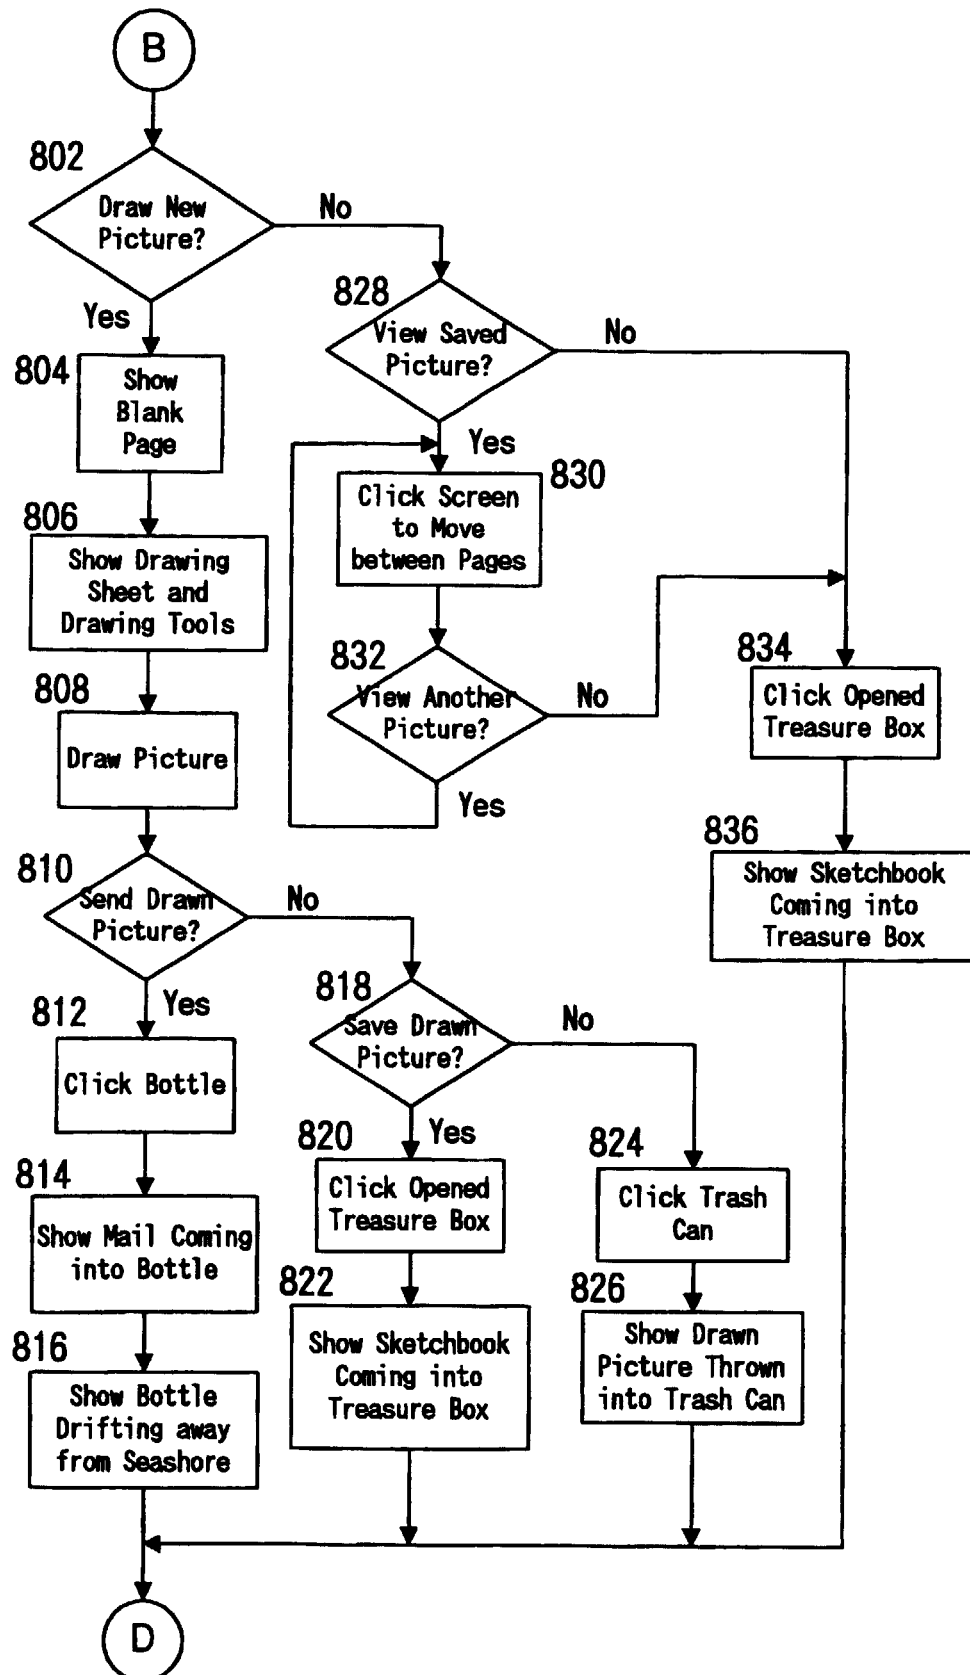 B
802
Draw New
Picture?
No
Yes
828
View Saved
Picture?
No
Yes
804
Show
Blank
Page
830
Click Screen
to Move
between Pages
806
Show Drawing
Sheet and
Drawing Tools
832
View Another
Picture?
No
Yes
834
Click Opened
Treasure Box
808
Draw Picture
836
Show Sketchbook
Coming into
Treasure Box
810
Send Drawn
Picture?
No
Yes
818
Save Drawn
Picture?
No
Yes
812
Click Bottle
820
Click Opened
Treasure Box
824
Click Trash
Can
814
Show Mail Coming
into Bottle
822
Show Sketchbook
Coming into
Treasure Box
826
Show Drawn
Picture Thrown
into Trash Can
816
Show Bottle
Drifting away
from Seashore
D